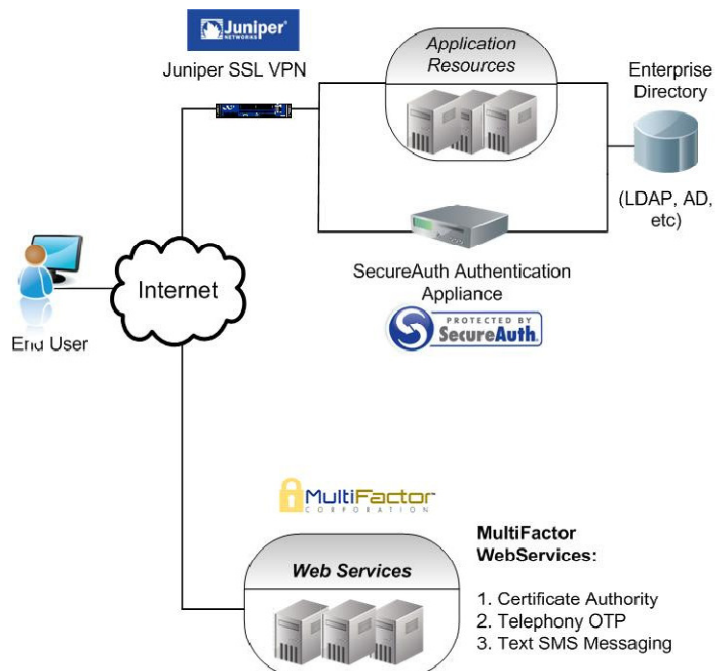 Juniper®
NETWORKS
Juniper SSL VPN
Application
Resources
Enterprise
Directory
(LDAP, AD,
etc)
SecureAuth Authentication
Appliance
PROTECTED BY
SecureAuth
Internet
End User
MultiFactor
CORPORATION
Web Services
MultiFactor
WebServices:
1. Certificate Authority
2. Telephony OTP
3. Text SMS Messaging